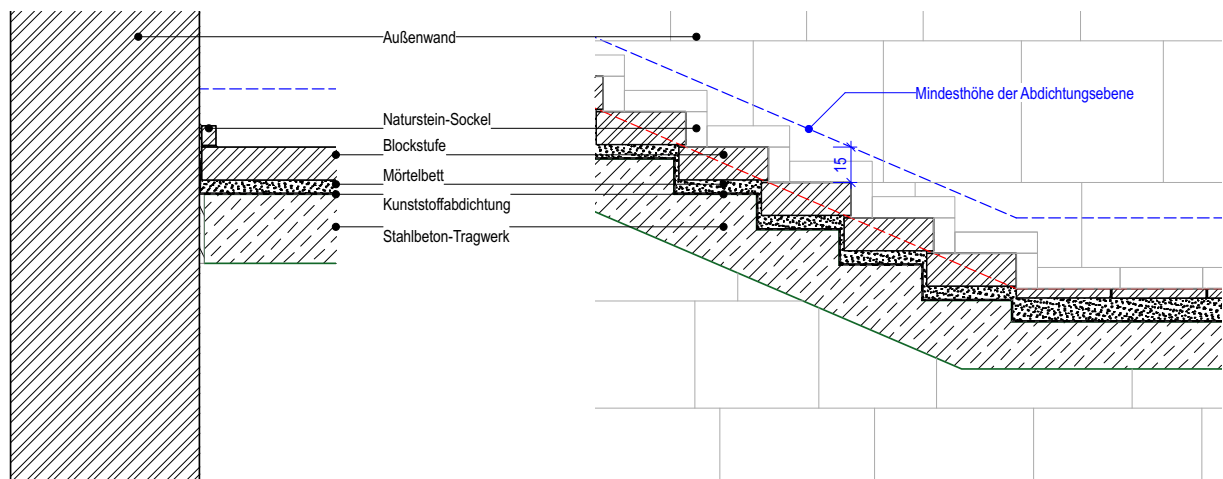 Außenwand
Mindesthöhe der Abdichtungsebene
Naturstein-Sockel
Blockstufe
15
Mörtelbett
Kunststoffabdichtung
Stahlbeton-Tragwerk